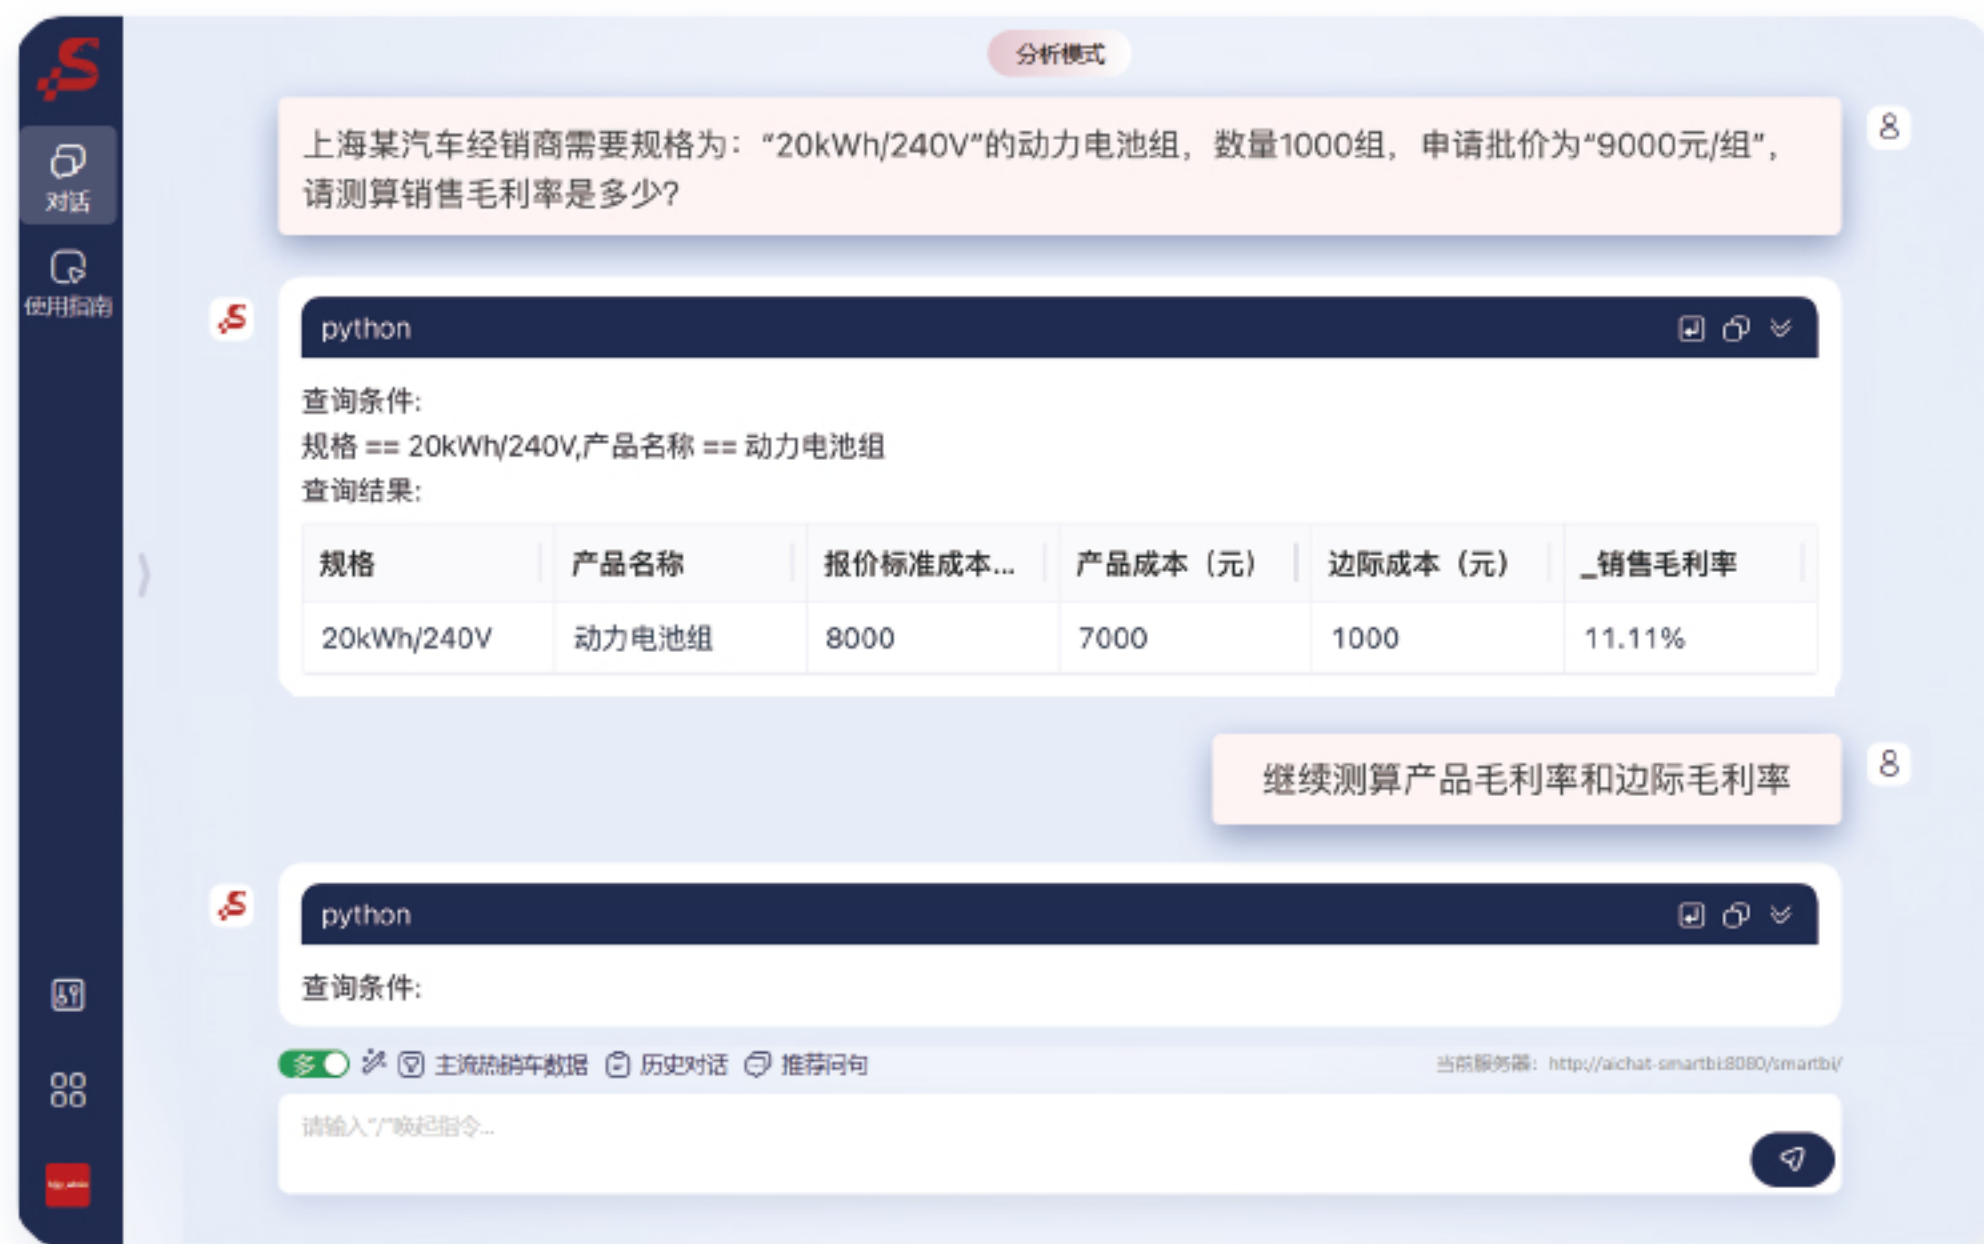 分析模式
上海某汽车经销商需要规格为：“20kWh/240V”的动力电池组，数量1000组，申请批价为“9000元/组”，
请测算销售毛利率是多少？
对话
使用指南
python
查询条件:
规格 == 20kWh/240V,产品名称 == 动力电池组
查询结果:
规格 产品名称 报价标准成本... 产品成本（元） 边际成本（元） _销售毛利率
20kWh/240V 动力电池组 8000 7000 1000 11.11%
继续测算产品毛利率和边际毛利率
python
查询条件:
多 主流热销车数据 历史对话 推荐问句 当前服务器：http://aichat-smartbi:8080/smartbi/
请输入“/”唤起指令...